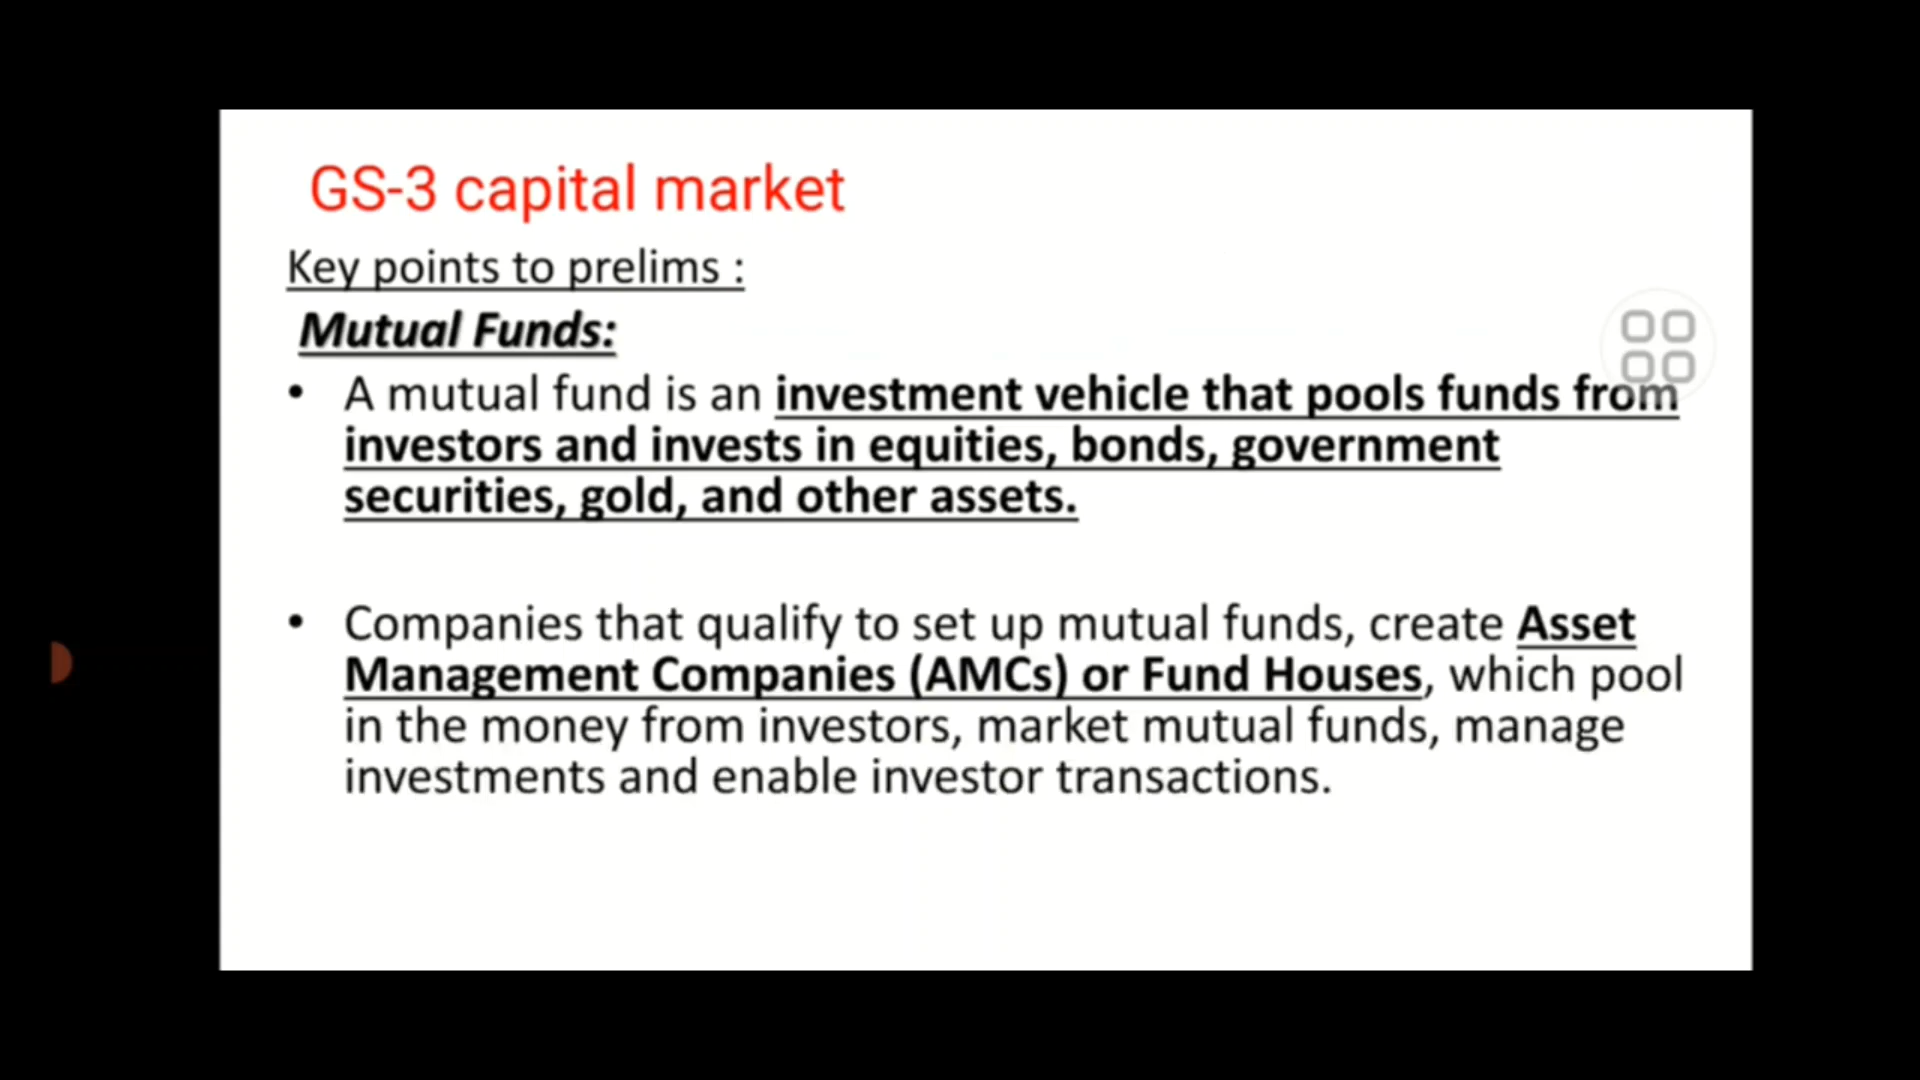 GS-3 capital market
Key points to prelims :
Mutual Funds:
• A mutual fund is an investment vehicle that pools funds from
investors and invests in equities, bonds, government
securities, gold, and other assets.
• Companies that qualify to set up mutual funds, create Asset
Management Companies (AMCs) or Fund Houses, which pool
in the money from investors, market mutual funds, manage
investments and enable investor transactions.